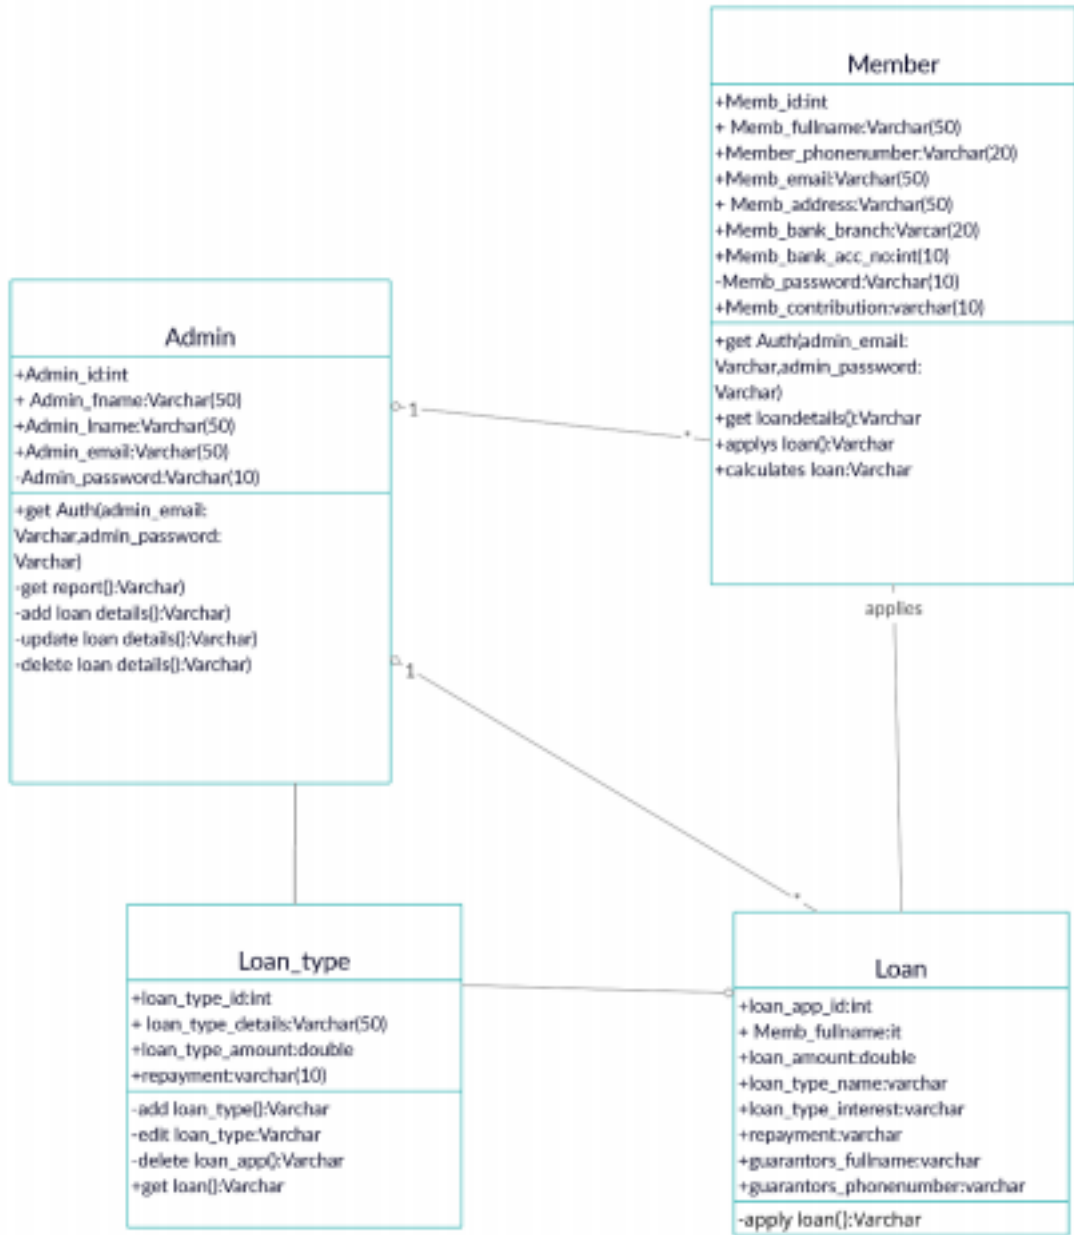 Member
+Memb_id:int
+ Memb_fullname:Varchar(50)
+Member_phonenumber:Varchar(20)
+Memb_email:Varchar(50)
+ Memb_address:Varchar(50)
+Memb_bank_branch:Varcar(20)
+Memb_bank_acc_no:int(10)
-Memb_password:Varchar(10)
+Memb_contribution:varchar(10)
+get Auth(admin_email:
Varchar,admin_password:
Varchar)
+get loandetails():Varchar
+applys loan():Varchar
+calculates loan:Varchar
Admin
+Admin_id:int
+ Admin_fname:Varchar(50)
+Admin_lname:Varchar(50)
+Admin_email:Varchar(50)
-Admin_password:Varchar(10)
+get Auth(admin_email:
Varchar,admin_password:
Varchar)
-get report():Varchar)
-add loan details():Varchar)
-update loan details():Varchar)
-delete loan details():Varchar)
1
*
applies
1
*
Loan_type
+loan_type_id:int
+ loan_type_details:Varchar(50)
+loan_type_amount:double
+repayment:varchar(10)
-add loan_type():Varchar
-edit loan_type:Varchar
-delete loan_app():Varchar
+get loan():Varchar
Loan
+loan_app_id:int
+ Memb_fullname:it
+loan_amount:double
+loan_type_name:varchar
+loan_type_interest:varchar
+repayment:varchar
+guarantors_fullname:varchar
+guarantors_phonenumber:varchar
-apply loan():Varchar